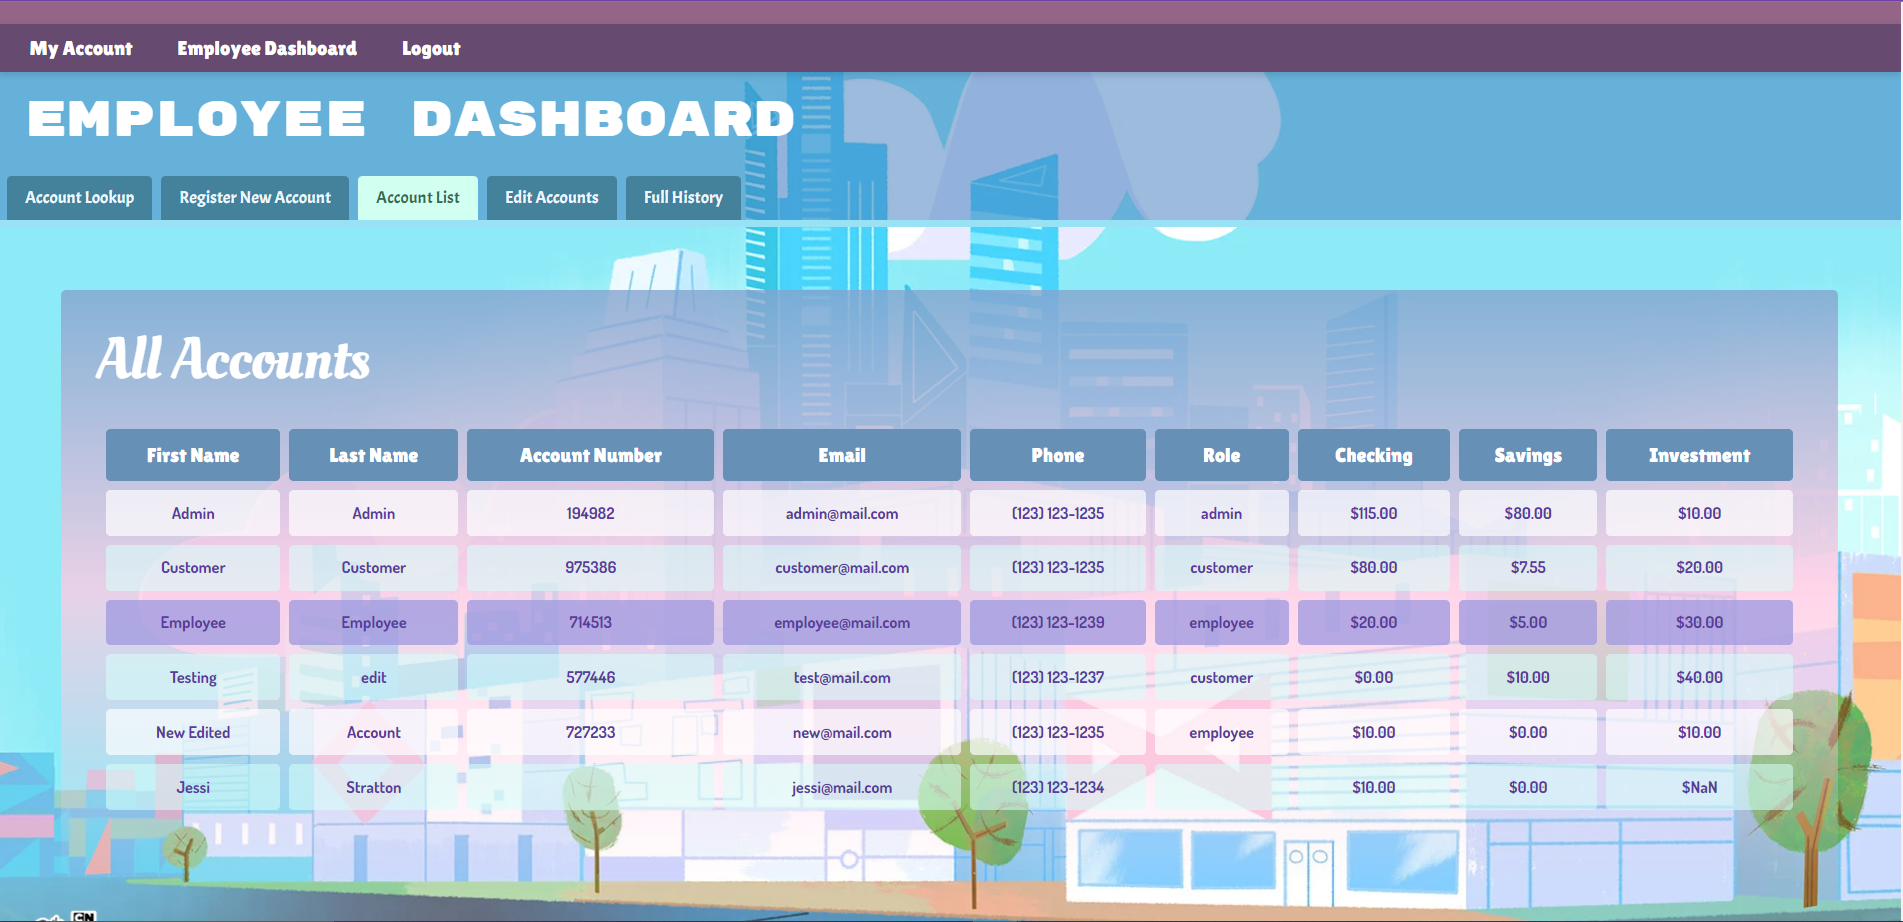 My Account Employee Dashboard Logout
EMPLOYEE DASHBOARD
Account Lookup Register New Account Account List Edit Accounts Full History
All Accounts
First Name Last Name Account Number Email Phone Role Checking Savings Investment
Admin Admin 194982 admin@mail.com (123) 123-1235 admin $115.00 $80.00 $10.00
Customer Customer 975386 customer@mail.com (123) 123-1235 customer $80.00 $7.55 $20.00
Employee Employee 714513 employee@mail.com (123) 123-1239 employee $20.00 $5.00 $30.00
Testing edit 577446 test@mail.com (123) 123-1237 customer $0.00 $10.00 $40.00
New Edited Account 727233 new@mail.com (123) 123-1235 employee $10.00 $0.00 $10.00
Jessi Stratton jessi@mail.com (123) 123-1234 $10.00 $0.00 $NaN
CN